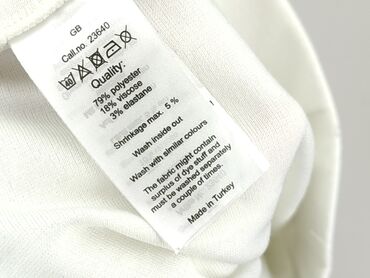 GB
Call.no. 23640
40
Quality:
79% polyester
18% viscose
3% elastane
Shrinkage max. 5 %
Wash inside out
Wash with similar colours
The fabric might contain
surplus of dye stuff and
must be washed separately
a couple of times.
Made in Turkey
1